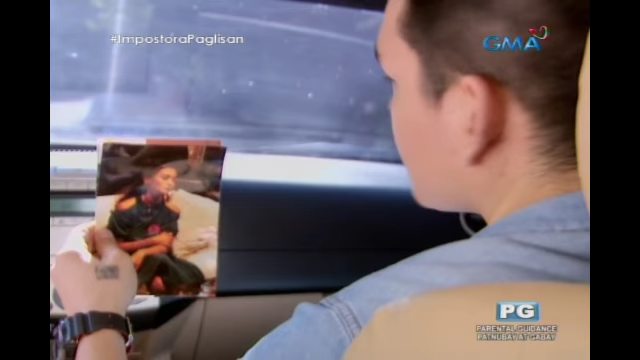 #ImpostoraPaglisan
GMA
PG
PARENTAL GUIDANCE
PATNUBAY AT GABAY